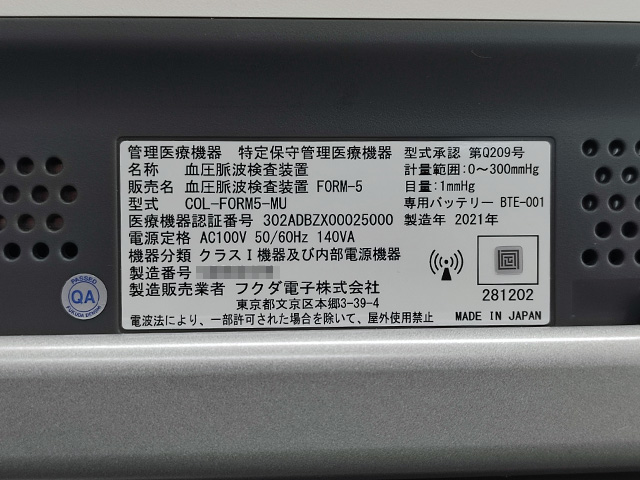 管理医療機器 特定保守管理医療機器 型式承認 第Q209号
名称 血圧脈波検査装置 計量範囲:0～300mmHg
販売名 血圧脈波検査装置 FORM-5 目量:1mmHg
型式 COL-FORM5-MU 専用バッテリー BTE-001
医療機器認証番号 302ADBZX00025000 製造年 2021年
電源定格 AC100V 50/60Hz 140VA
機器分類 クラスⅠ機器及び内部電源機器
製造番号
製造販売業者 フクダ電子株式会社
281202
東京都文京区本郷3-39-4
電波法により、一部許可された場合を除いて、屋外使用禁止 MADE IN JAPAN
PASSED
QA
FUKUDA DENSHI